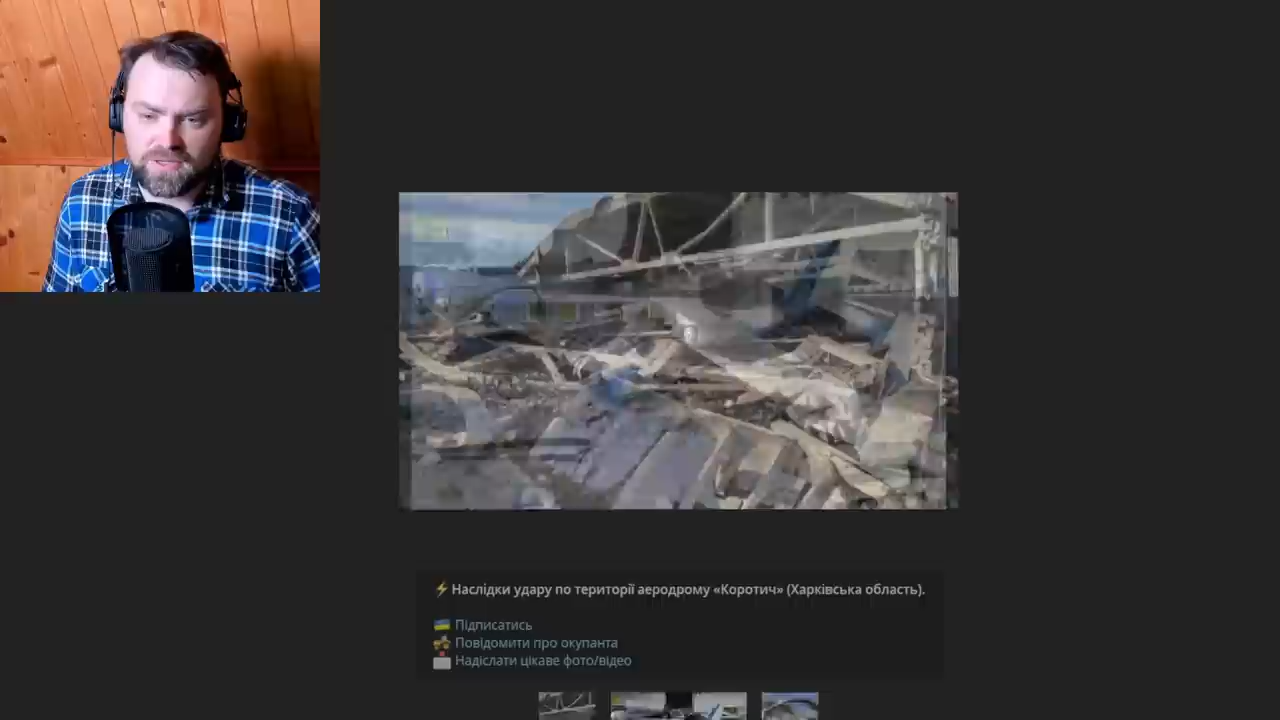 ⚡Наслідки удару по території аеродрому «Коротич» (Харківська область).
Підписатись
Повідомити про окупанта
Надіслати цікаве фото/відео